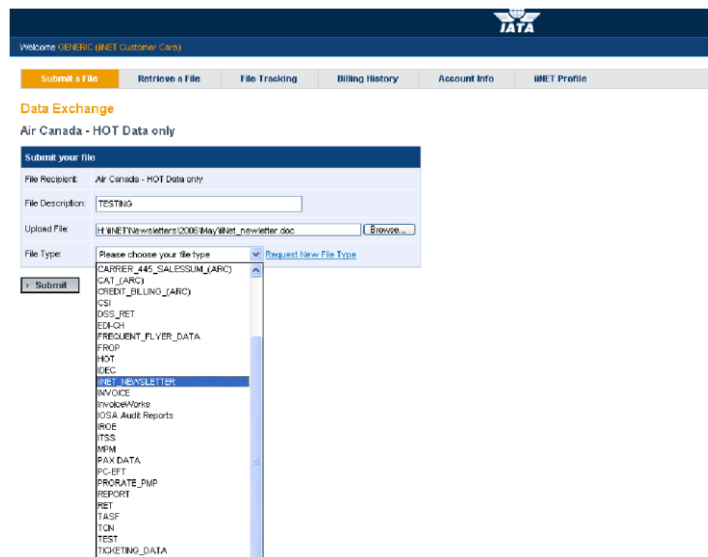 IATA
Welcome GENERIC (iiNET Customer Care)
Submit a File Retrieve a File File Tracking Billing History Account Info iiNET Profile
Data Exchange
Air Canada - HOT Data only
Submit your file
File Recipient: Air Canada - HOT Data only
File Description: TESTING
Upload File: H:\iiNET\Newsletters\2006\May\iiNet_newletter.doc Browse...
File Type: Please choose your file type Request New File Type
CARRIER_445_SALESSUM_(ARC)
Submit
CAT_(ARC)
CREDIT_BILLING_(ARC)
CSI
DSS_RET
EDI-CH
FREQUENT_FLYER_DATA
FROP
HOT
IDEC
iiNET_NEWSLETTER
INVOICE
InvoiceWorks
IOSA Audit Reports
IROE
ITSS
MPM
PAX DATA
PC-EFT
PRORATE_PMP
REPORT
RET
TASF
TCN
TEST
TICKETING_DATA